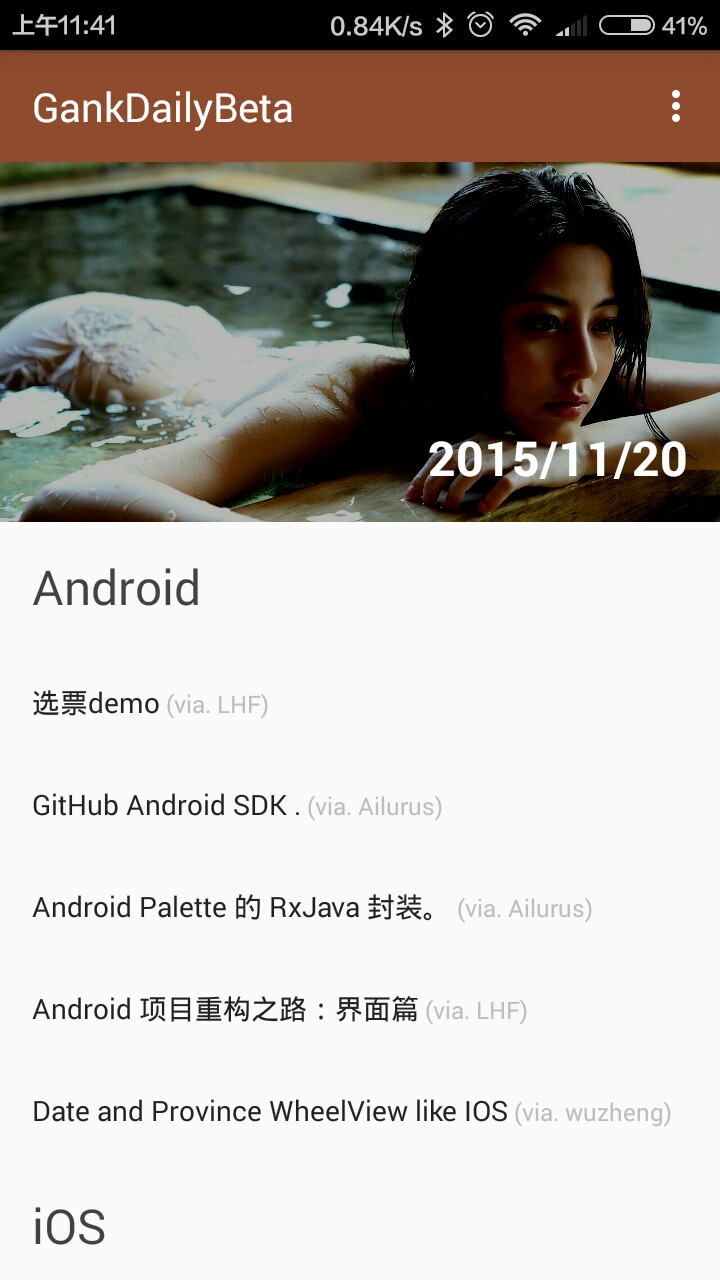 上午11:41 0.84K/s 41%
GankDailyBeta
2015/11/20
Android
选票demo (via. LHF)
GitHub Android SDK . (via. Ailurus)
Android Palette 的 RxJava 封装。 (via. Ailurus)
Android 项目重构之路：界面篇 (via. LHF)
Date and Province WheelView like IOS (via. wuzheng)
iOS